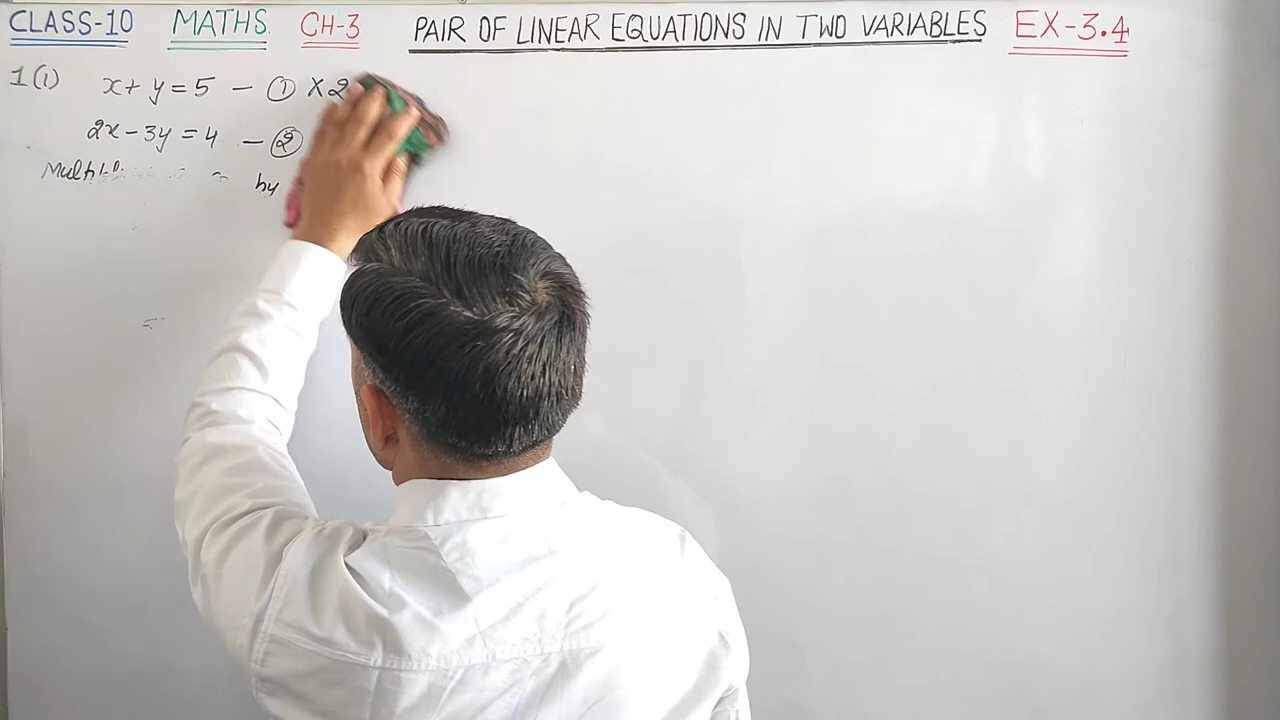 CLASS-10 MATHS CH-3 PAIR OF LINEAR EQUATIONS IN TWO VARIABLES EX-3.4
1(i) x + y = 5 — ① × 2
2x - 3y = 4 — ②
by